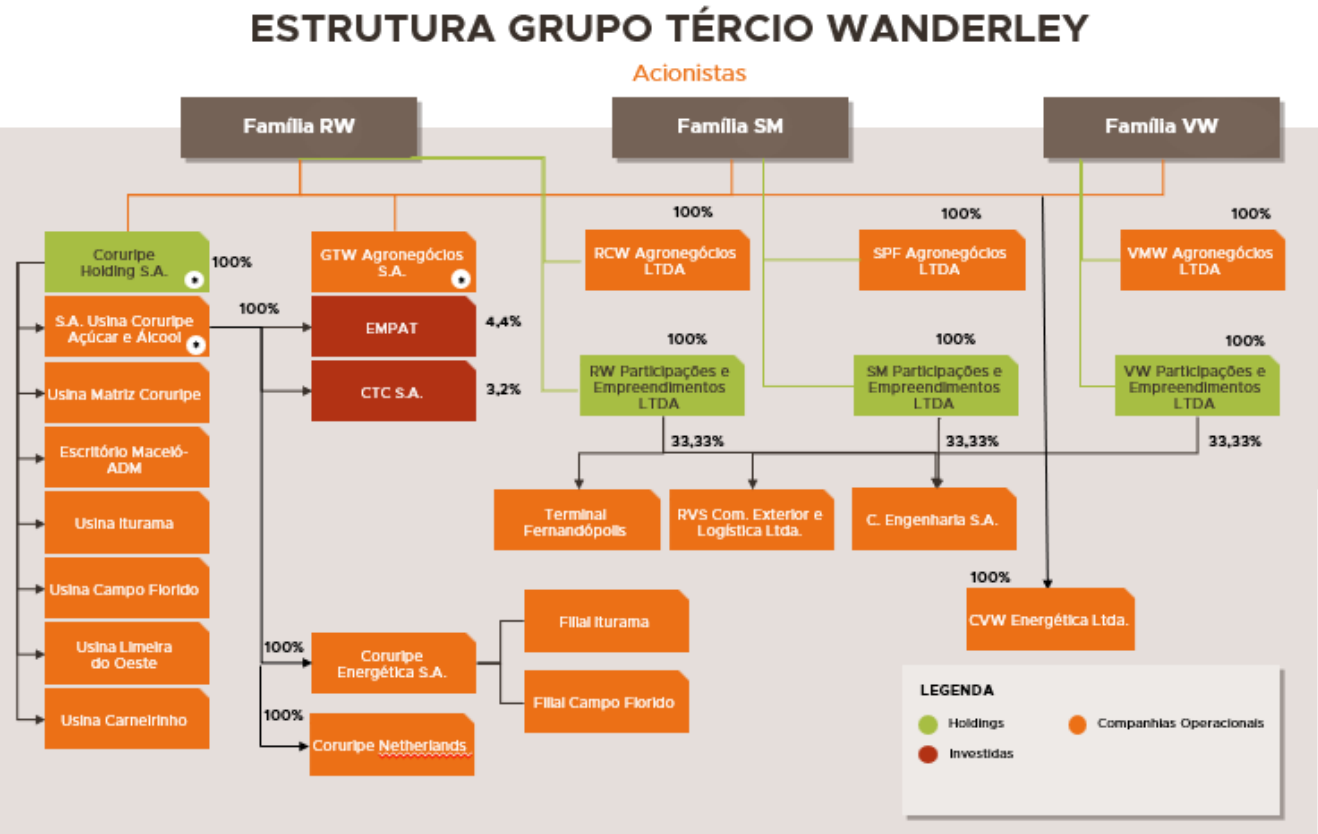 ESTRUTURA GRUPO TÉRCIO WANDERLEY
Acionistas
Família RW
Família SM
Família VW
100%
100%
100%
Coruripe
Holding S.A.
100%
GTW Agronegócios
S.A.
RCW Agronegócios
LTDA
SPF Agronegócios
LTDA
VMW Agronegócios
LTDA
S.A. Usina Coruripe
Açúcar e Álcool
100%
EMPAT
4,4%
CTC S.A.
3,2%
100%
100%
100%
RW Participações e
Empreendimentos
LTDA
SM Participações e
Empreendimentos
LTDA
VW Participações e
Empreendimentos
LTDA
Usina Matriz Coruripe
33,33%
33,33%
33,33%
Escritório Maceió-
ADM
Terminal
Fernandópolis
RVS Com. Exterior e
Logística Ltda.
C. Engenharia S.A.
Usina Iturama
Usina Campo Florido
100%
CVW Energética Ltda.
Usina Limeira
do Oeste
100%
Coruripe
Energética S.A.
Filial Iturama
Filial Campo Florido
Usina Carneirinho
100%
Coruripe Netherlands
LEGENDA
Holdings
Companhias Operacionais
Investidas